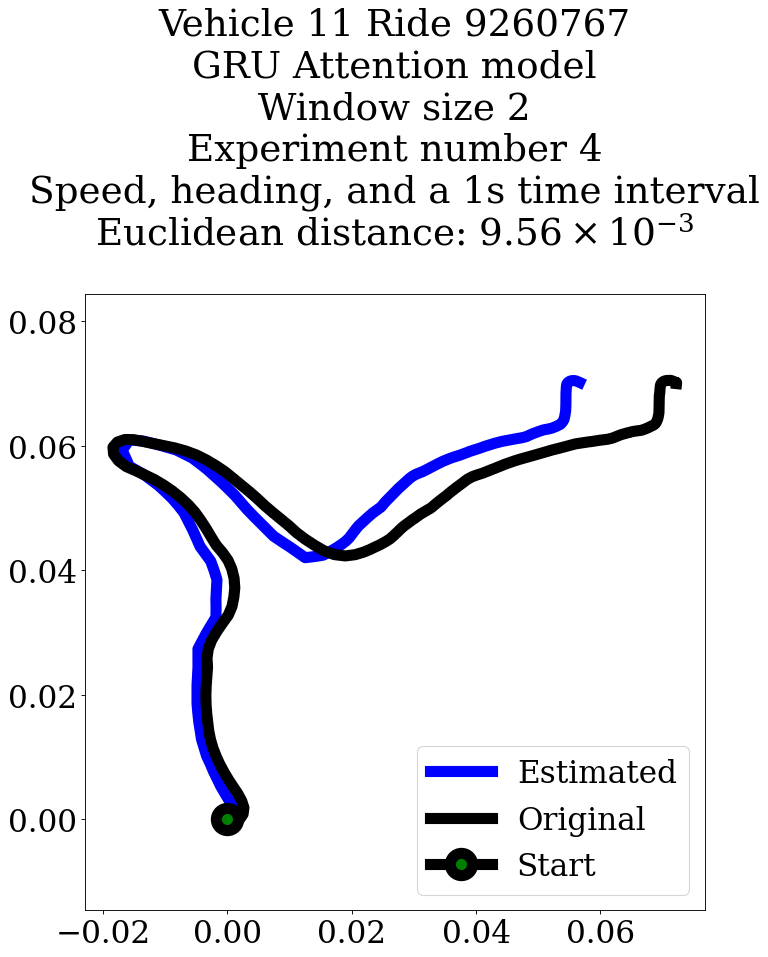 Vehicle 11 Ride 9260767
GRU Attention model
Window size 2
Experiment number 4
Speed, heading, and a 1s time interval
Euclidean distance: 9.56 × 10⁻³
0.08
0.06
0.04
0.02
0.00
Estimated
Original
Start
−0.02 0.00 0.02 0.04 0.06